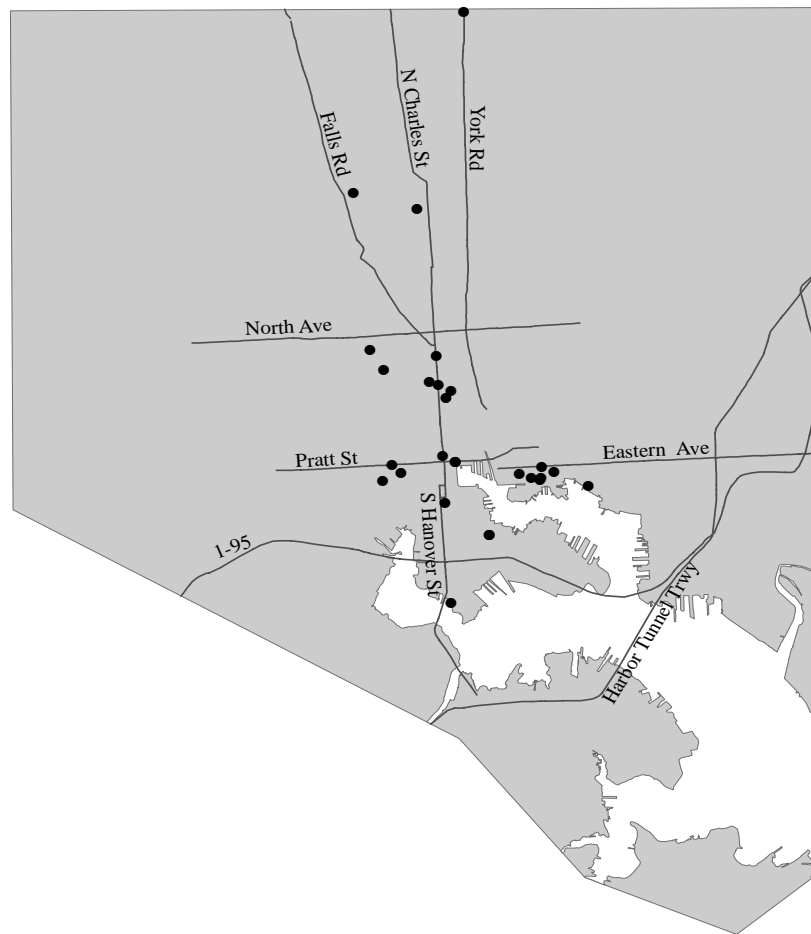 N Charles St
York Rd
Falls Rd
North Ave
Eastern Ave
Pratt St
S Hanover St
1-95
Harbor Tunnel Trwy